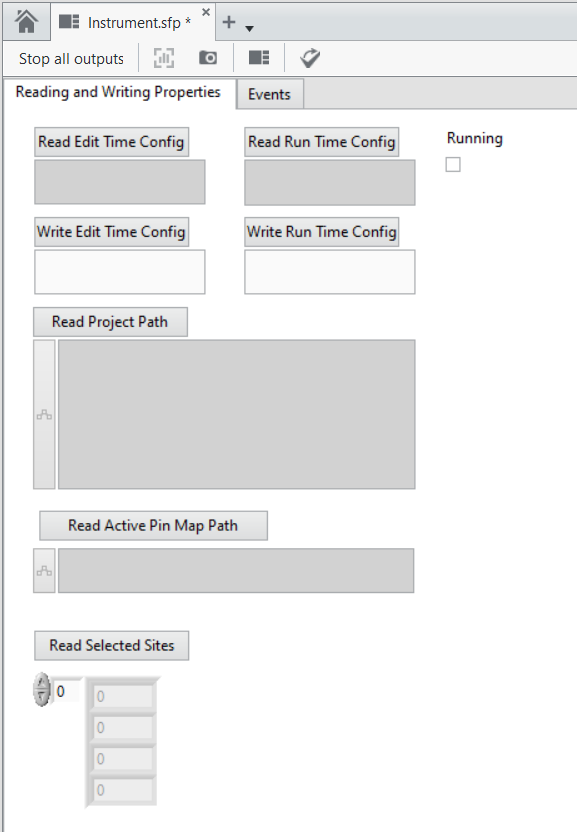 Instrument.sfp *
Stop all outputs
Reading and Writing Properties
Events
Read Edit Time Config
Read Run Time Config
Running
Write Edit Time Config
Write Run Time Config
Read Project Path
Read Active Pin Map Path
Read Selected Sites
0
0
0
0
0